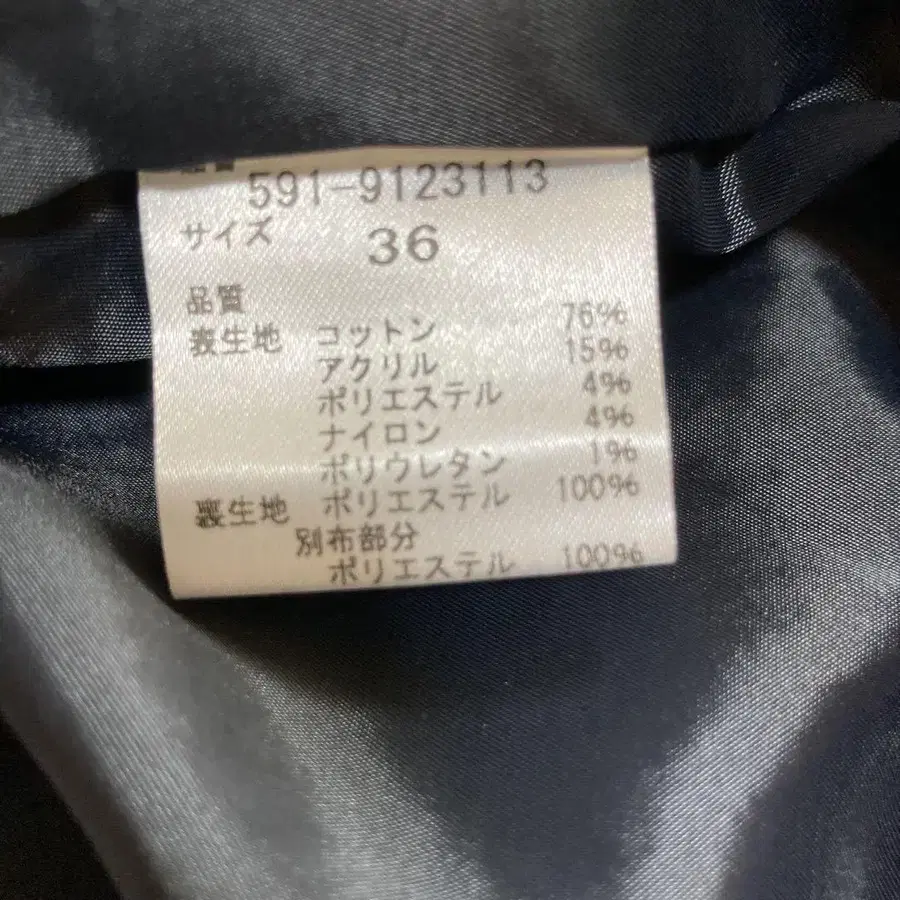 591-9123113
サイズ 36
品質
表生地 コットン 76%
アクリル 15%
ポリエステル 4%
ナイロン 4%
ポリウレタン 1%
裏生地 ポリエステル 100%
別布部分
ポリエステル 100%